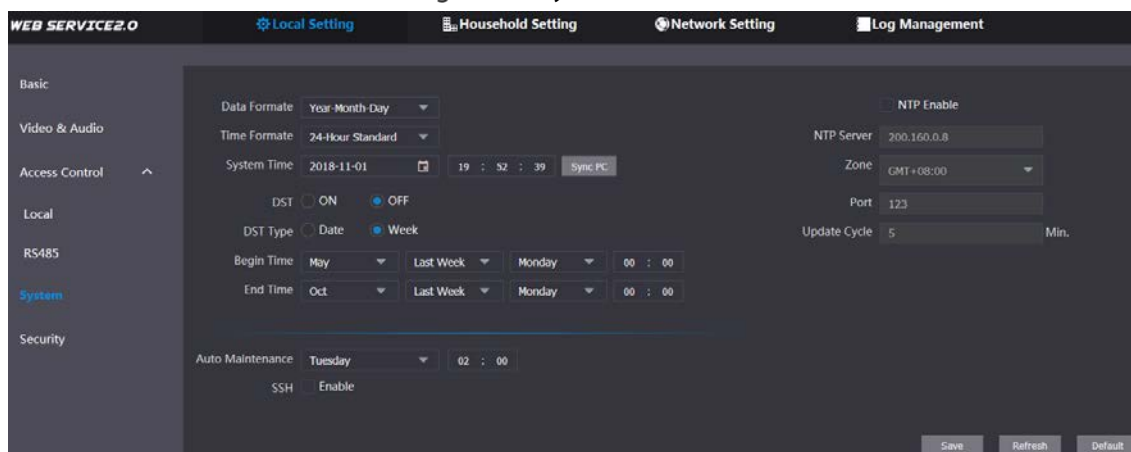 WEB SERVICE2.0 Local Setting Household Setting Network Setting Log Management
Basic
Video & Audio
Access Control
Local
RS485
System
Security
Data Formate Year-Month-Day
Time Formate 24-Hour Standard
System Time 2018-11-01 19 : 52 : 39 Sync PC
DST ON OFF
DST Type Date Week
Begin Time May Last Week Monday 00 : 00
End Time Oct Last Week Monday 00 : 00
Auto Maintenance Tuesday 02 : 00
SSH Enable
NTP Enable
NTP Server 200.160.0.8
Zone GMT+08:00
Port 123
Update Cycle 5 Min.
Save Refresh Default